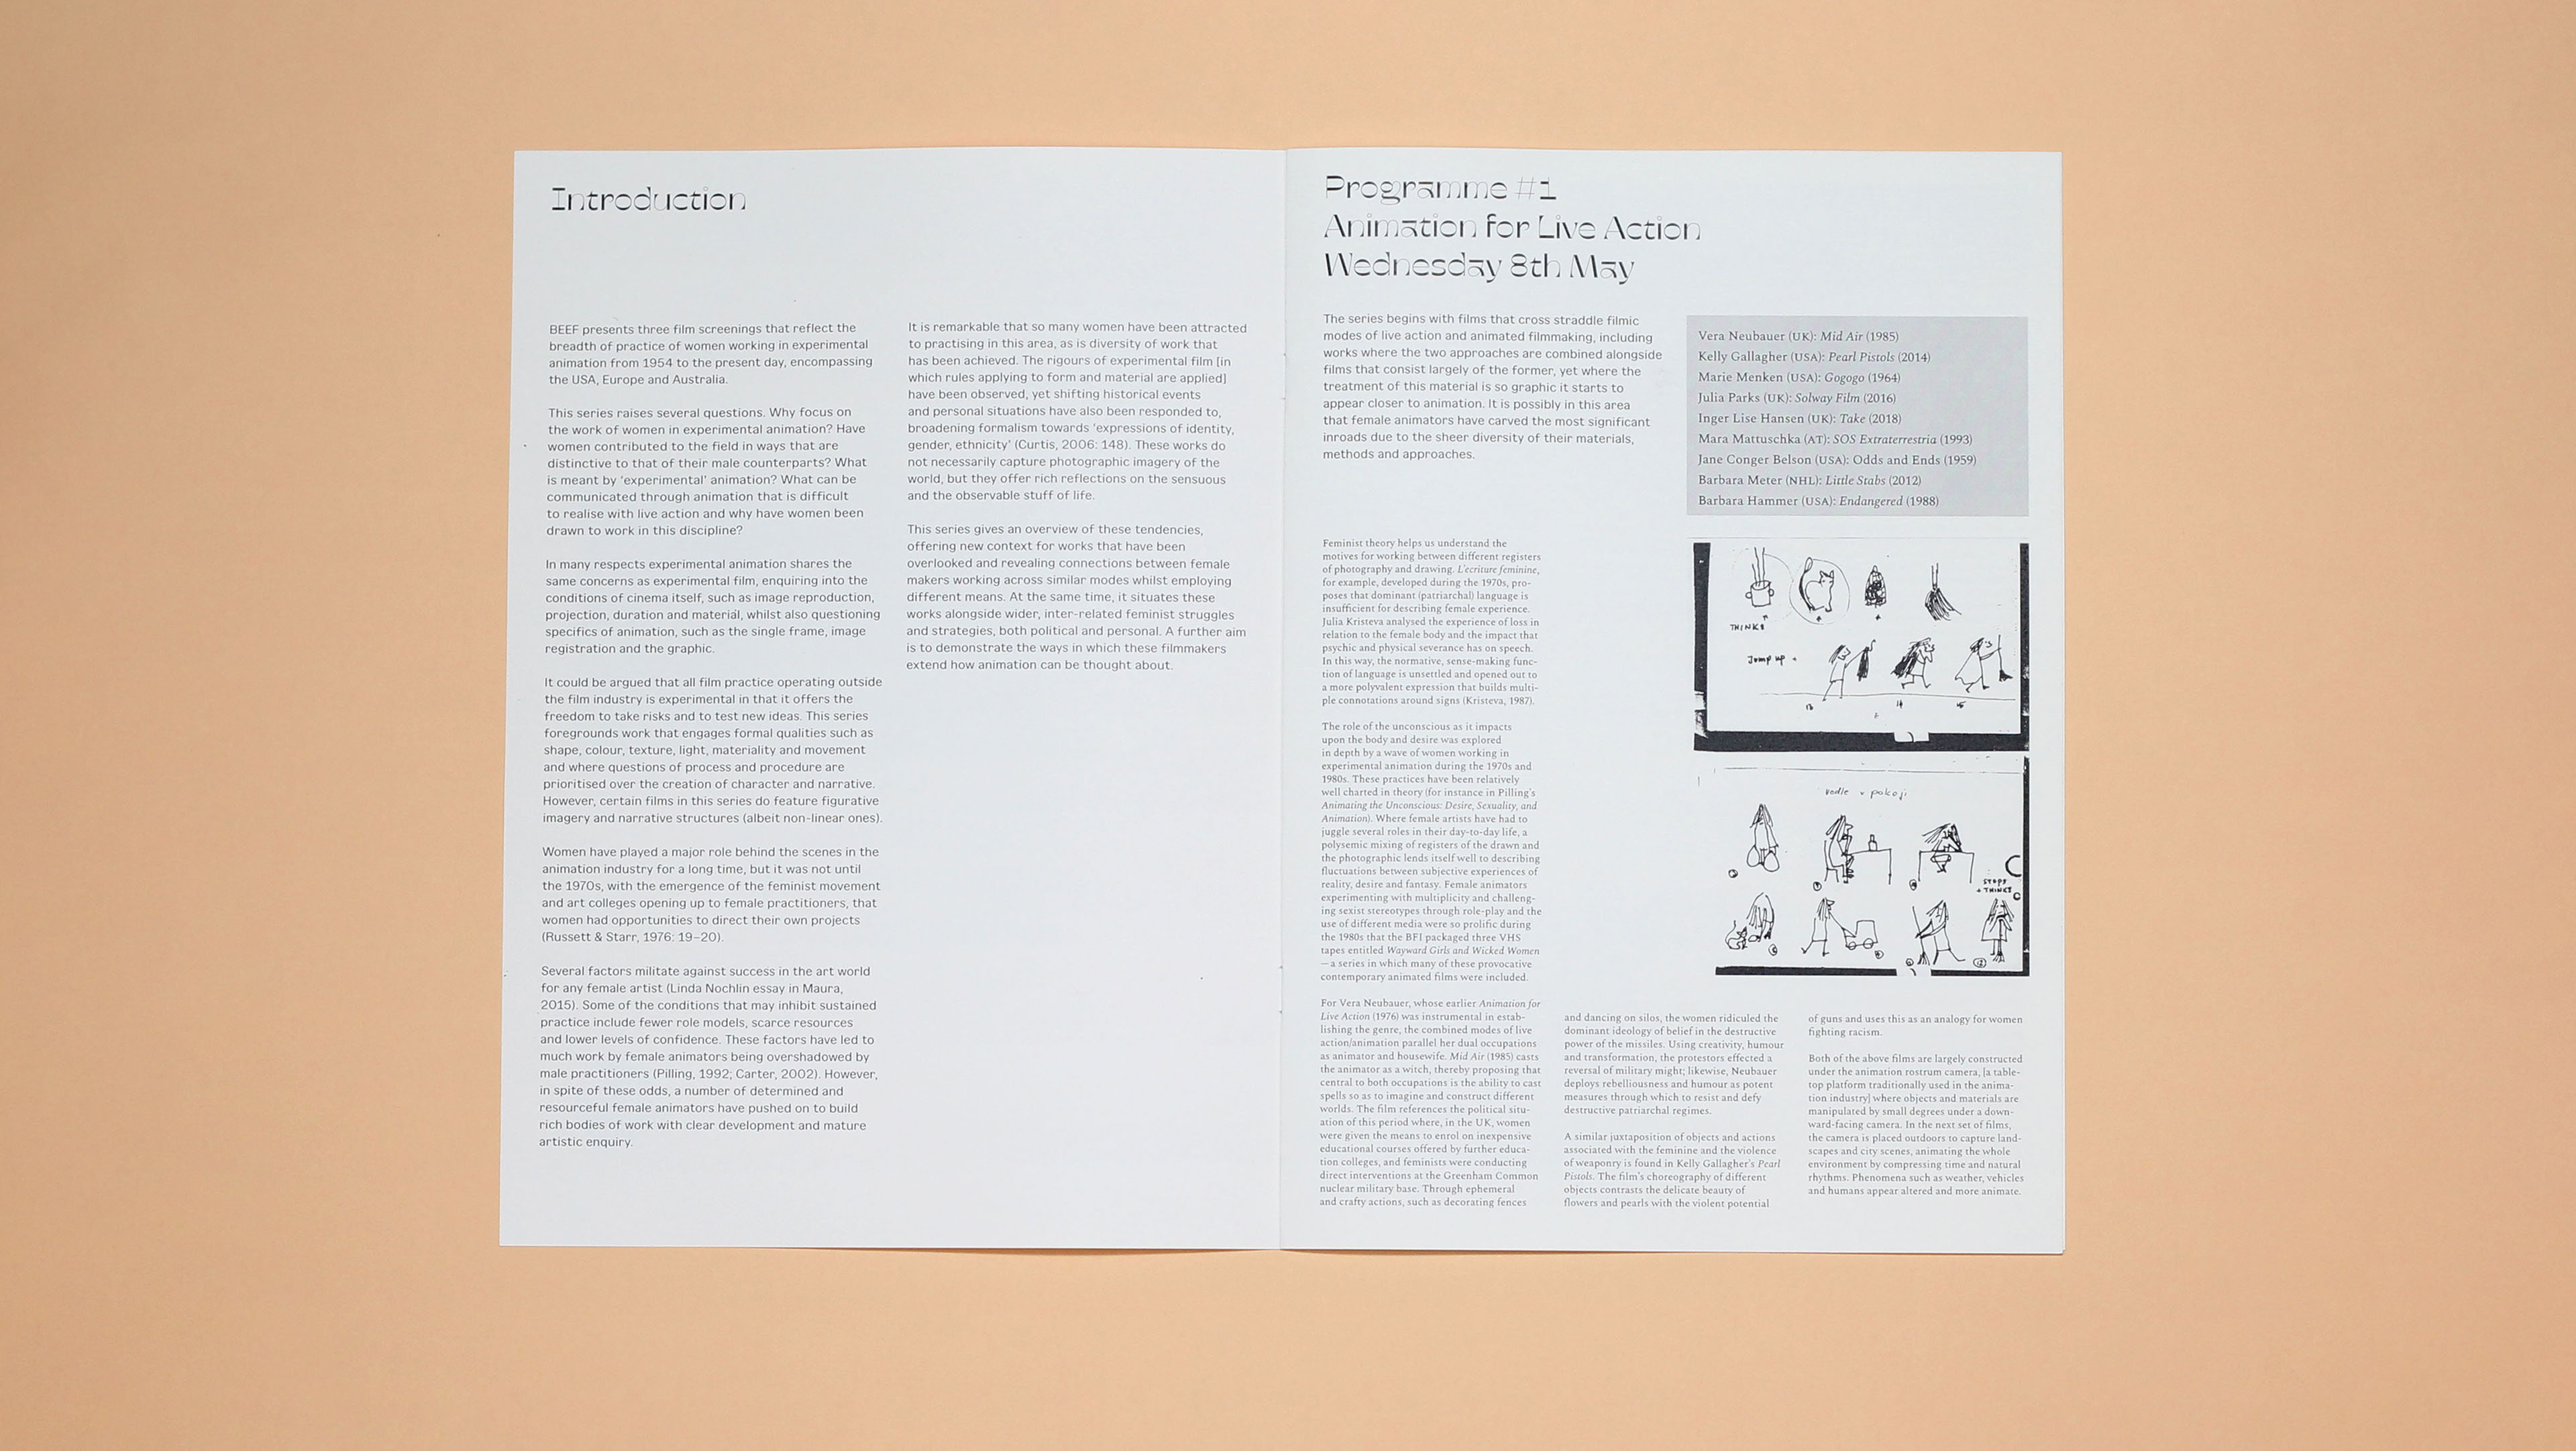 Introduction
BEEF presents three film screenings that reflect the
breadth of practice of women working in experimental
animation from 1954 to the present day, encompassing
the USA, Europe and Australia.
This series raises several questions. Why focus on
the work of women in experimental animation? Have
women contributed to the field in ways that are
distinctive to that of their male counterparts? What
is meant by ‘experimental’ animation? What can be
communicated through animation that is difficult
to realise with live action and why have women been
drawn to work in this discipline?
In many respects experimental animation shares the
same concerns as experimental film, enquiring into the
conditions of cinema itself, such as image reproduction,
projection, duration and material, whilst also questioning
specifics of animation, such as the single frame, image
registration and the graphic.
It could be argued that all film practice operating outside
the film industry is experimental in that it offers the
freedom to take risks and to test new ideas. This series
foregrounds work that engages formal qualities such as
shape, colour, texture, light, materiality and movement
and where questions of process and procedure are
prioritised over the creation of character and narrative.
However, certain films in this series do feature figurative
imagery and narrative structures (albeit non-linear ones).
Women have played a major role behind the scenes in the
animation industry for a long time, but it was not until
the 1970s, with the emergence of the feminist movement
and art colleges opening up to female practitioners, that
women had opportunities to direct their own projects
(Russett & Starr, 1976: 19–20).
Several factors militate against success in the art world
for any female artist (Linda Nochlin essay in Maura,
2015). Some of the conditions that may inhibit sustained
practice include fewer role models, scarce resources
and lower levels of confidence. These factors have led to
much work by female animators being overshadowed by
male practitioners (Pilling, 1992; Carter, 2002). However,
in spite of these odds, a number of determined and
resourceful female animators have pushed on to build
rich bodies of work with clear development and mature
artistic enquiry.
It is remarkable that so many women have been attracted
to practising in this area, as is diversity of work that
has been achieved. The rigours of experimental film [in
which rules applying to form and material are applied]
have been observed, yet shifting historical events
and personal situations have also been responded to,
broadening formalism towards ‘expressions of identity,
gender, ethnicity’ (Curtis, 2006: 148). These works do
not necessarily capture photographic imagery of the
world, but they offer rich reflections on the sensuous
and the observable stuff of life.
This series gives an overview of these tendencies,
offering new context for works that have been
overlooked and revealing connections between female
makers working across similar modes whilst employing
different means. At the same time, it situates these
works alongside wider, inter-related feminist struggles
and strategies, both political and personal. A further aim
is to demonstrate the ways in which these filmmakers
extend how animation can be thought about.
Programme #1
Animation for Live Action
Wednesday 8th May
The series begins with films that cross straddle filmic
modes of live action and animated filmmaking, including
works where the two approaches are combined alongside
films that consist largely of the former, yet where the
treatment of this material is so graphic it starts to
appear closer to animation. It is possibly in this area
that female animators have carved the most significant
inroads due to the sheer diversity of their materials,
methods and approaches.
Vera Neubauer (UK): Mid Air (1985)
Kelly Gallagher (USA): Pearl Pistols (2014)
Marie Menken (USA): Gogogo (1964)
Julia Parks (UK): Solway Film (2016)
Inger Lise Hansen (UK): Take (2018)
Mara Mattuschka (AT): SOS Extraterrestria (1993)
Jane Conger Belson (USA): Odds and Ends (1959)
Barbara Meter (NHL): Little Stabs (2012)
Barbara Hammer (USA): Endangered (1988)
Feminist theory helps us understand the
motives for working between different registers
of photography and drawing. L’ecriture feminine,
for example, developed during the 1970s, pro-
poses that dominant (patriarchal) language is
insufficient for describing female experience.
Julia Kristeva analysed the experience of loss in
relation to the female body and the impact that
psychic and physical severance has on speech.
In this way, the normative, sense-making func-
tion of language is unsettled and opened out to
a more polyvalent expression that builds multi-
ple connotations around signs (Kristeva, 1987).
The role of the unconscious as it impacts
upon the body and desire was explored
in depth by a wave of women working in
experimental animation during the 1970s and
1980s. These practices have been relatively
well charted in theory (for instance in Pilling’s
Animating the Unconscious: Desire, Sexuality, and
Animation). Where female artists have had to
juggle several roles in their day-to-day life, a
polysemic mixing of registers of the drawn and
the photographic lends itself well to describing
fluctuations between subjective experiences of
reality, desire and fantasy. Female animators
experimenting with multiplicity and challeng-
ing sexist stereotypes through role-play and the
use of different media were so prolific during
the 1980s that the BFI packaged three VHS
tapes entitled Wayward Girls and Wicked Women
— a series in which many of these provocative
contemporary animated films were included.
For Vera Neubauer, whose earlier Animation for
Live Action (1976) was instrumental in estab-
lishing the genre, the combined modes of live
action/animation parallel her dual occupations
as animator and housewife. Mid Air (1985) casts
the animator as a witch, thereby proposing that
central to both occupations is the ability to cast
spells so as to imagine and construct different
worlds. The film references the political situ-
ation of this period where, in the UK, women
were given the means to enrol on inexpensive
educational courses offered by further educa-
tion colleges, and feminists were conducting
direct interventions at the Greenham Common
nuclear military base. Through ephemeral
and crafty actions, such as decorating fences
and dancing on silos, the women ridiculed the
dominant ideology of belief in the destructive
power of the missiles. Using creativity, humour
and transformation, the protestors effected a
reversal of military might; likewise, Neubauer
deploys rebelliousness and humour as potent
measures through which to resist and defy
destructive patriarchal regimes.
A similar juxtaposition of objects and actions
associated with the feminine and the violence
of weaponry is found in Kelly Gallagher’s Pearl
Pistols. The film’s choreography of different
objects contrasts the delicate beauty of
flowers and pearls with the violent potential
of guns and uses this as an analogy for women
fighting racism.
Both of the above films are largely constructed
under the animation rostrum camera, [a table-
top platform traditionally used in the anima-
tion industry] where objects and materials are
manipulated by small degrees under a down-
ward-facing camera. In the next set of films,
the camera is placed outdoors to capture land-
scapes and city scenes, animating the whole
environment by compressing time and natural
rhythms. Phenomena such as weather, vehicles
and humans appear altered and more animate.
THINKS
Jump up
13 14 15
vedle v pokoji
STOPS
+ THINKS